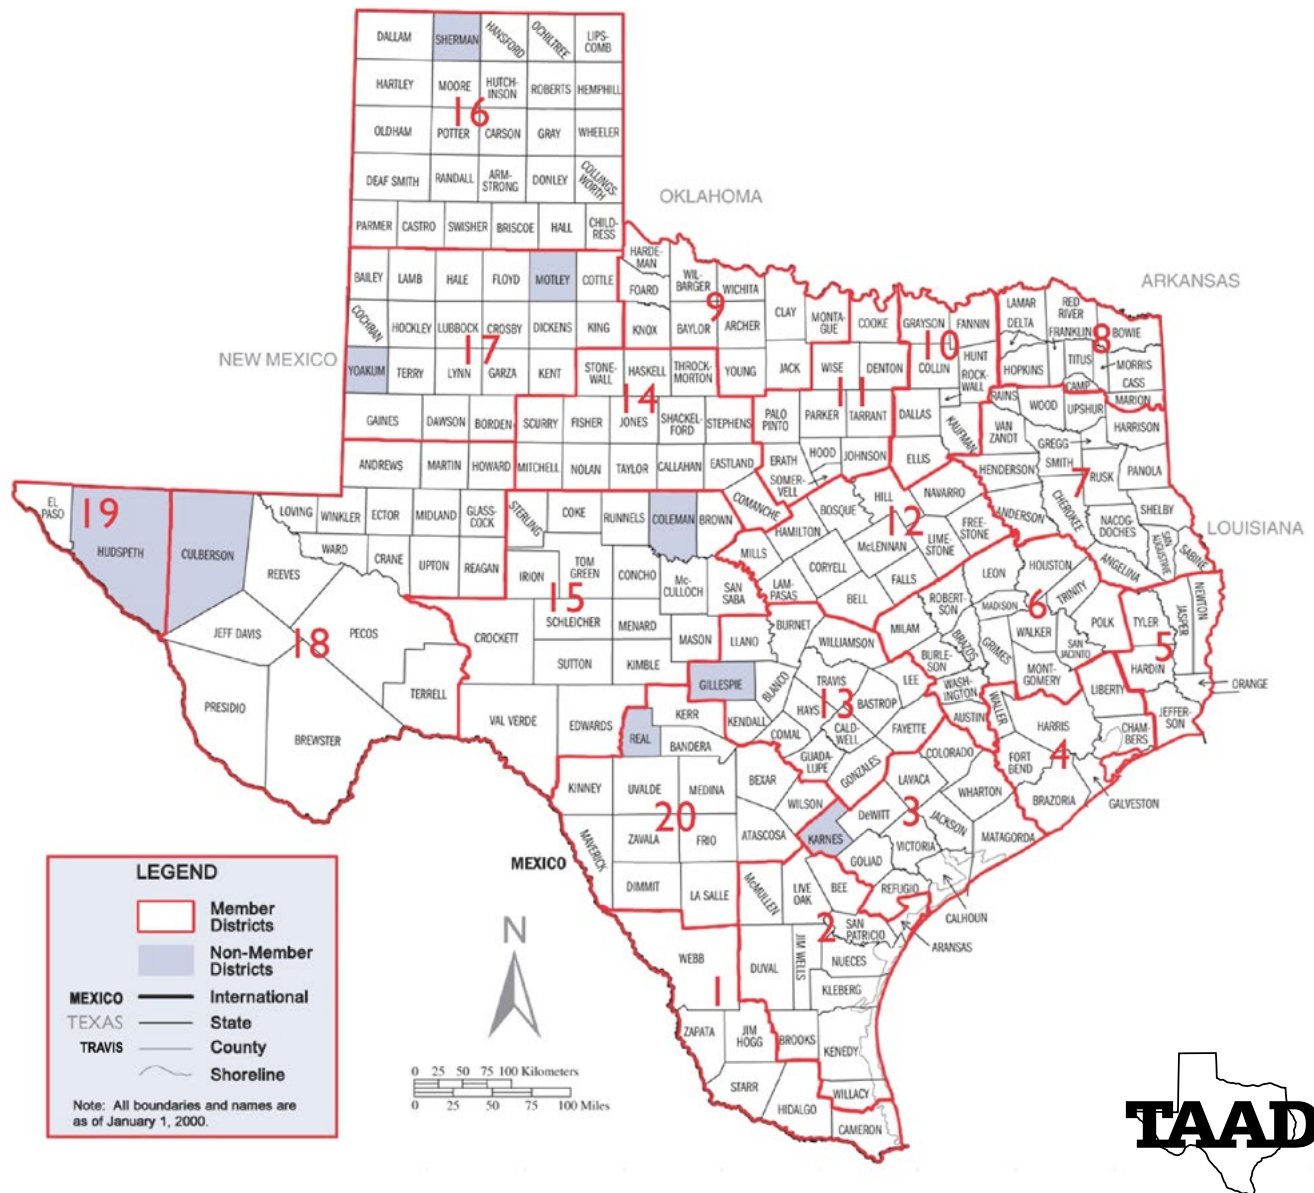 DALLAM
SHERMAN
HANSFORD
OCHILTREE
LIPS-
COMB
HARTLEY
MOORE
HUTCH-
INSON
ROBERTS
HEMPHILL
16
OLDHAM
POTTER
CARSON
GRAY
WHEELER
DEAF SMITH
RANDALL
ARM-
STRONG
DONLEY
COLLINGS-
WORTH
OKLAHOMA
PARMER
CASTRO
SWISHER
BRISCOE
HALL
CHILD-
RESS
BAILEY
LAMB
HALE
FLOYD
MOTLEY
COTTLE
HARDE-
MAN
FOARD
WIL-
BARGER
WICHITA
ARKANSAS
COCHRAN
HOCKLEY
LUBBOCK
CROSBY
DICKENS
KING
KNOX
BAYLOR
ARCHER
9
CLAY
MONTA-
GUE
COOKE
GRAYSON
FANNIN
LAMAR
RED
RIVER
DELTA
FRANKLIN
BOWIE
8
10
NEW MEXICO
17
YOAKUM
TERRY
LYNN
GARZA
KENT
STONE-
WALL
HASKELL
THROCK-
MORTON
YOUNG
JACK
WISE
DENTON
COLLIN
HUNT
ROCK-
WALL
HOPKINS
TITUS
CAMP
MORRIS
CASS
MARION
11
14
GAINES
DAWSON
BORDEN
SCURRY
FISHER
JONES
SHACKEL-
FORD
STEPHENS
PALO
PINTO
PARKER
TARRANT
DALLAS
KAUFMAN
RAINS
WOOD
UPSHUR
VAN
ZANDT
GREGG
HARRISON
ANDREWS
MARTIN
HOWARD
MITCHELL
NOLAN
TAYLOR
CALLAHAN
EASTLAND
ERATH
HOOD
JOHNSON
SOMER-
VELL
ELLIS
HENDERSON
SMITH
7
RUSK
PANOLA
EL
PASO
19
HUDSPETH
CULBERSON
LOVING
WINKLER
ECTOR
MIDLAND
GLASS-
COCK
STERLING
COKE
RUNNELS
COLEMAN
BROWN
COMANCHE
HAMILTON
BOSQUE
HILL
NAVARRO
12
FREE-
STONE
ANDERSON
CHEROKEE
NACOG-
DOCHES
SHELBY
SAN
AUGUSTINE
SABINE
LOUISIANA
REEVES
WARD
CRANE
UPTON
REAGAN
IRION
TOM
GREEN
CONCHO
Mc-
CULLOCH
SAN
SABA
MILLS
LAM-
PASAS
CORYELL
McLENNAN
LIME-
STONE
FALLS
BELL
LEON
HOUSTON
ANGELINA
TRINITY
MADISON
6
15
JEFF DAVIS
18
PECOS
CROCKETT
SCHLEICHER
MENARD
MASON
LLANO
BURNET
WILLIAMSON
MILAM
ROBERT-
SON
BRAZOS
GRIMES
WALKER
SAN
JACINTO
POLK
TYLER
JASPER
NEWTON
5
HARDIN
ORANGE
SUTTON
KIMBLE
GILLESPIE
BLANCO
TRAVIS
HAYS
13
BASTROP
LEE
BURLE-
SON
WASH-
INGTON
MONT-
GOMERY
LIBERTY
JEFFER-
SON
PRESIDIO
BREWSTER
TERRELL
VAL VERDE
EDWARDS
REAL
KERR
BANDERA
KENDALL
COMAL
CALD-
WELL
FAYETTE
AUSTIN
WALLER
HARRIS
CHAM-
BERS
4
KINNEY
UVALDE
MEDINA
BEXAR
GUADA-
LUPE
GONZALES
LAVACA
COLORADO
WHARTON
FORT
BEND
BRAZORIA
GALVESTON
MAVERICK
ZAVALA
20
FRIO
ATASCOSA
WILSON
KARNES
DeWITT
3
JACKSON
VICTORIA
MATAGORDA
MEXICO
DIMMIT
LA SALLE
McMULLEN
LIVE
OAK
BEE
GOLIAD
REFUGIO
CALHOUN
ARANSAS
WEBB
1
DUVAL
JIM WELLS
2
SAN
PATRICIO
NUECES
KLEBERG
ZAPATA
JIM
HOGG
BROOKS
KENEDY
STARR
HIDALGO
WILLACY
CAMERON
LEGEND
Member
Districts
Non-Member
Districts
MEXICO International
TEXAS State
TRAVIS County
Shoreline
Note: All boundaries and names are
as of January 1, 2000.
N
0 25 50 75 100 Kilometers
0 25 50 75 100 Miles
TAAD